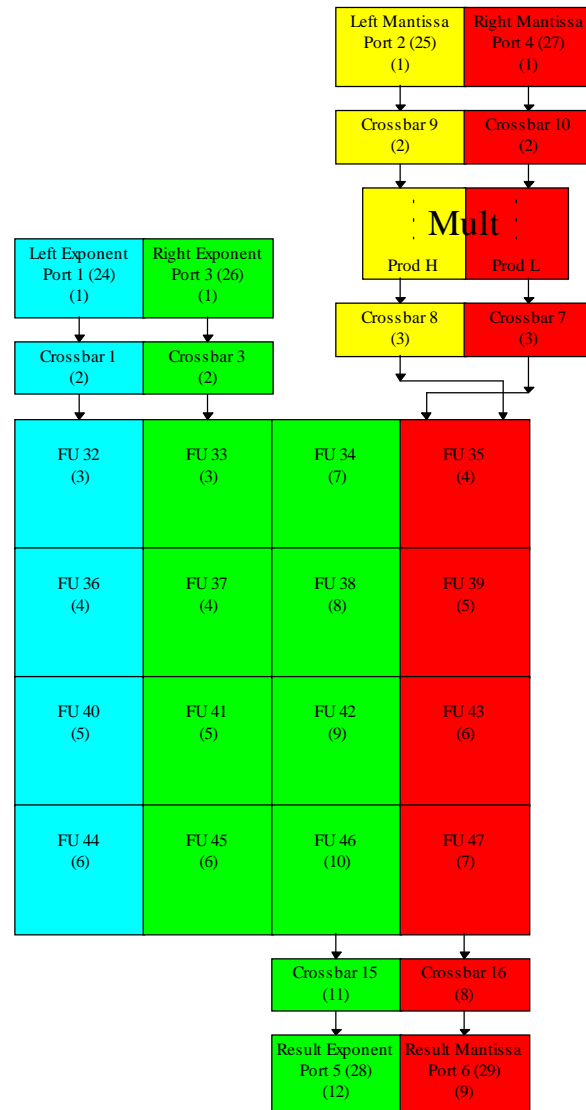 Left Mantissa
Port 2 (25)
(1)
Right Mantissa
Port 4 (27)
(1)
Crossbar 9
(2)
Crossbar 10
(2)
Mult
Prod H
Prod L
Left Exponent
Port 1 (24)
(1)
Right Exponent
Port 3 (26)
(1)
Crossbar 8
(3)
Crossbar 7
(3)
Crossbar 1
(2)
Crossbar 3
(2)
FU 32
(3)
FU 33
(3)
FU 34
(7)
FU 35
(4)
FU 36
(4)
FU 37
(4)
FU 38
(8)
FU 39
(5)
FU 40
(5)
FU 41
(5)
FU 42
(9)
FU 43
(6)
FU 44
(6)
FU 45
(6)
FU 46
(10)
FU 47
(7)
Crossbar 15
(11)
Crossbar 16
(8)
Result Exponent
Port 5 (28)
(12)
Result Mantissa
Port 6 (29)
(9)